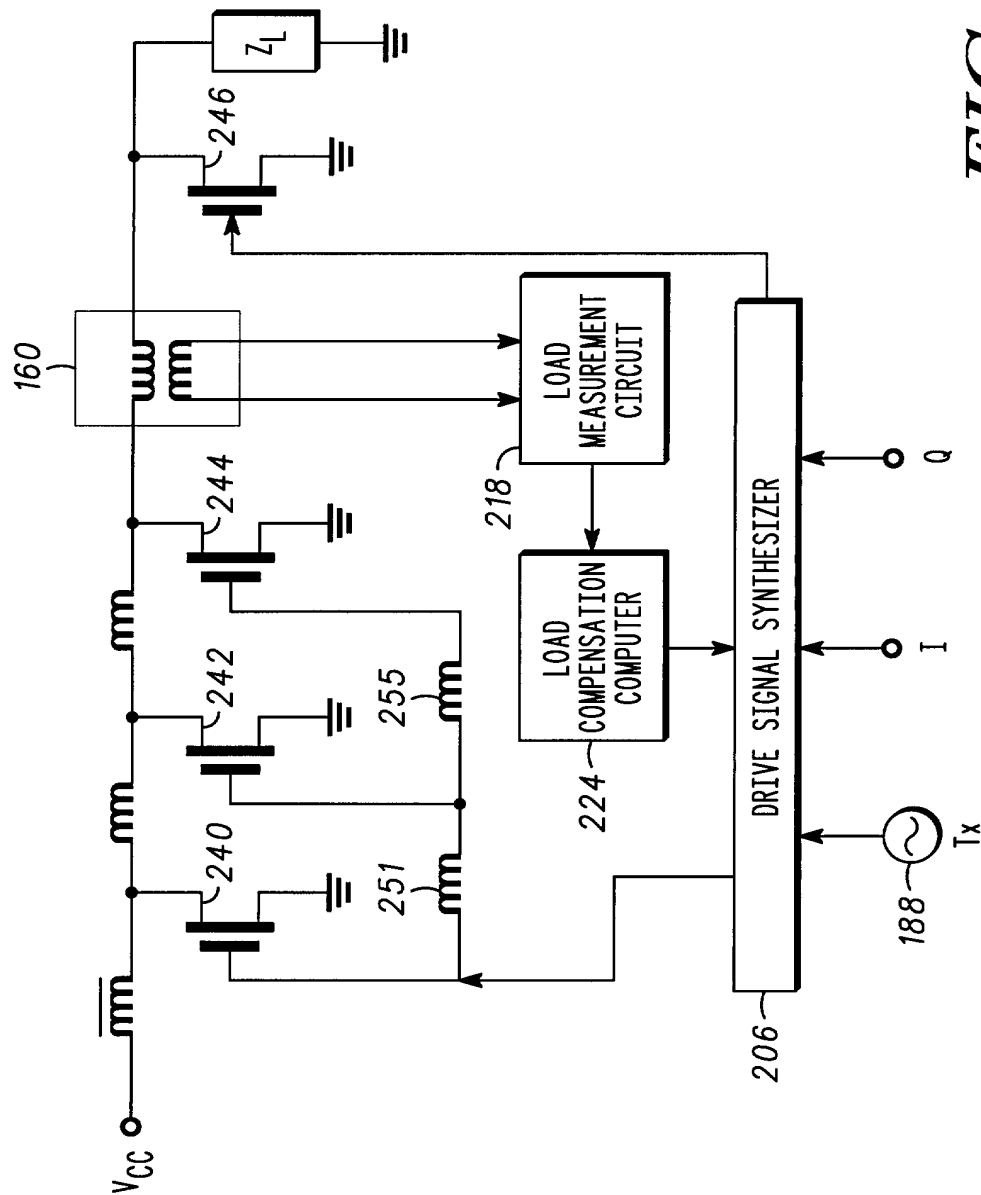 160
Z_L
246
244
242
240
V_CC
255
251
LOAD
MEASUREMENT
CIRCUIT
218
LOAD
COMPENSATION
COMPUTER
224
DRIVE SIGNAL SYNTHESIZER
206
188
Tx
I
Q
FIG